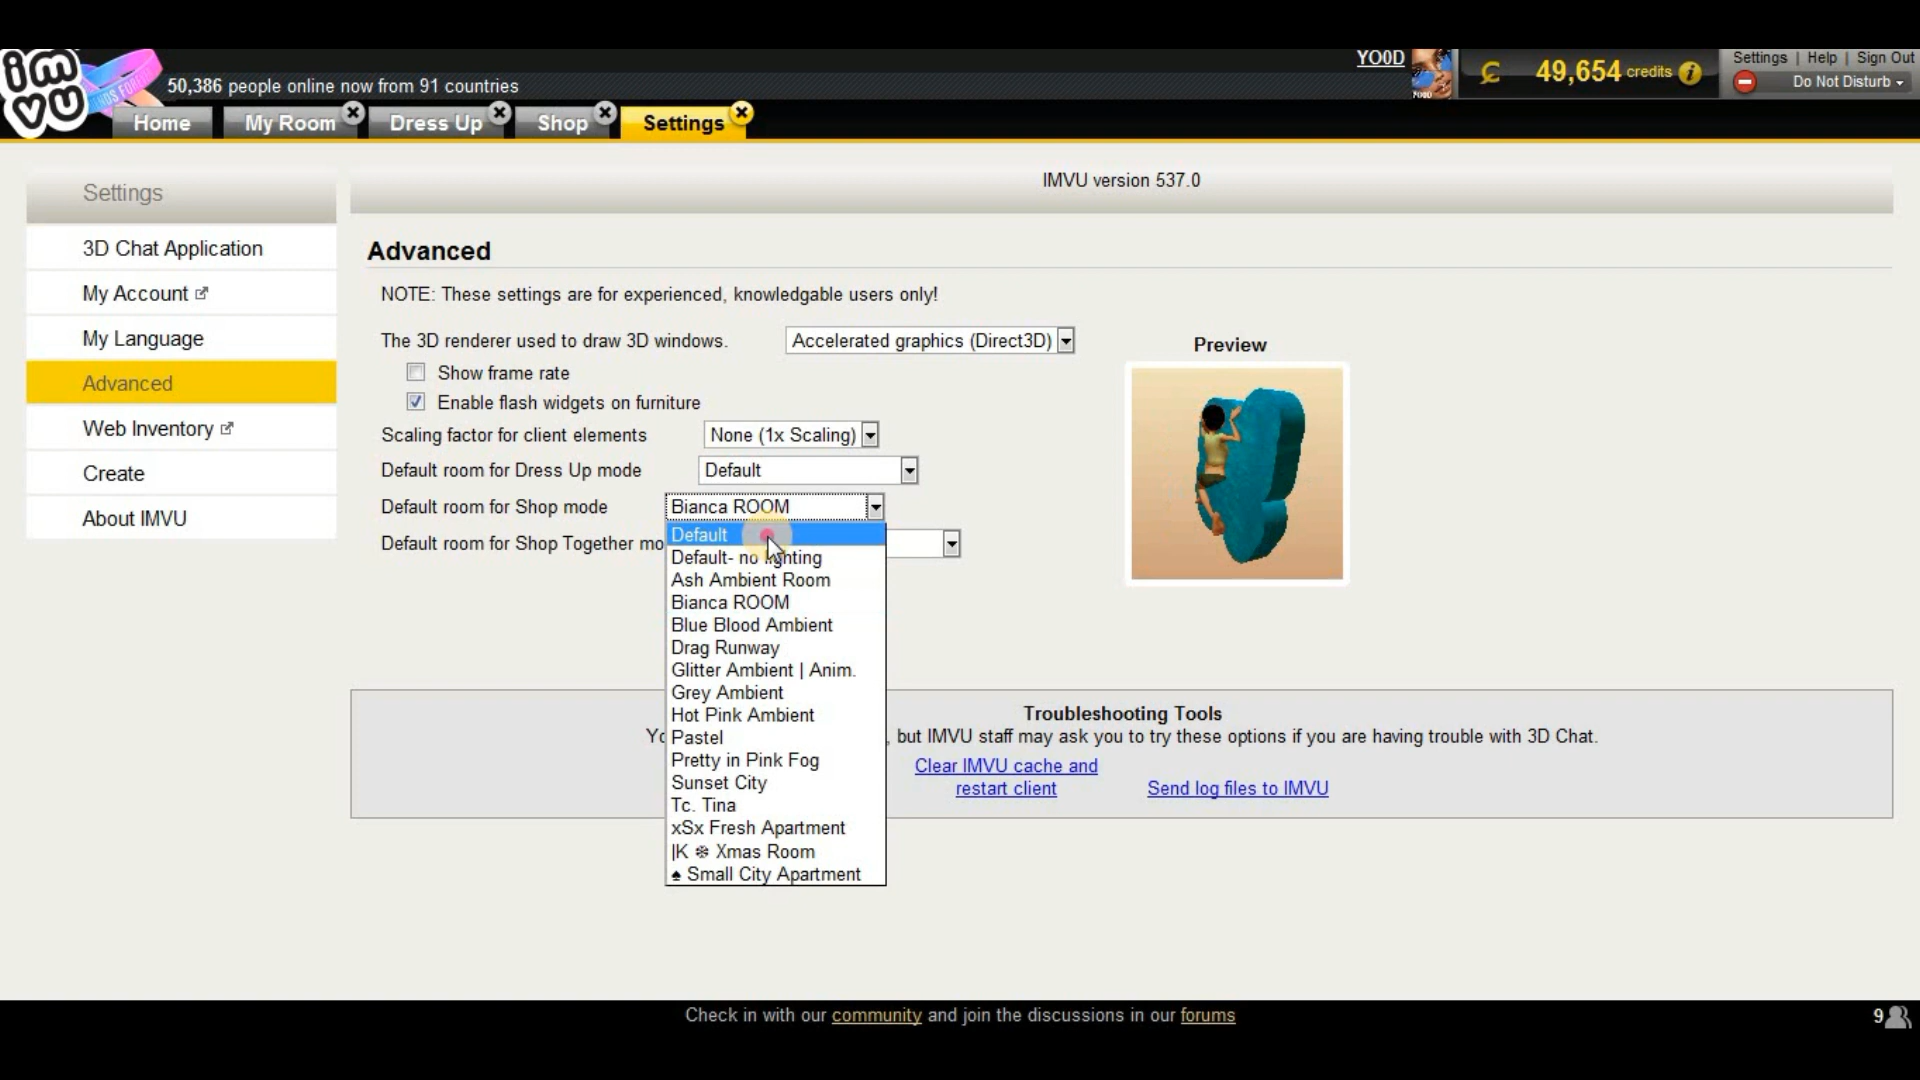 imvu
NDS FOREV
50,386 people online now from 91 countries
YO0D
YO0D
49,654 credits
Settings | Help | Sign Out
Do Not Disturb
Home
My Room
Dress Up
Shop
Settings
Settings
3D Chat Application
My Account
My Language
Advanced
Web Inventory
Create
About IMVU
IMVU version 537.0
Advanced
NOTE: These settings are for experienced, knowledgable users only!
The 3D renderer used to draw 3D windows. Accelerated graphics (Direct3D)
Show frame rate
Enable flash widgets on furniture
Scaling factor for client elements None (1x Scaling)
Default room for Dress Up mode Default
Default room for Shop mode Bianca ROOM
Default room for Shop Together mo
Default
Default- no lighting
Ash Ambient Room
Bianca ROOM
Blue Blood Ambient
Drag Runway
Glitter Ambient | Anim.
Grey Ambient
Hot Pink Ambient
Pastel
Pretty in Pink Fog
Sunset City
Tc. Tina
xSx Fresh Apartment
|K ❄ Xmas Room
♠ Small City Apartment
Preview
Troubleshooting Tools
Yo , but IMVU staff may ask you to try these options if you are having trouble with 3D Chat.
Clear IMVU cache and
restart client
Send log files to IMVU
Check in with our community and join the discussions in our forums
9